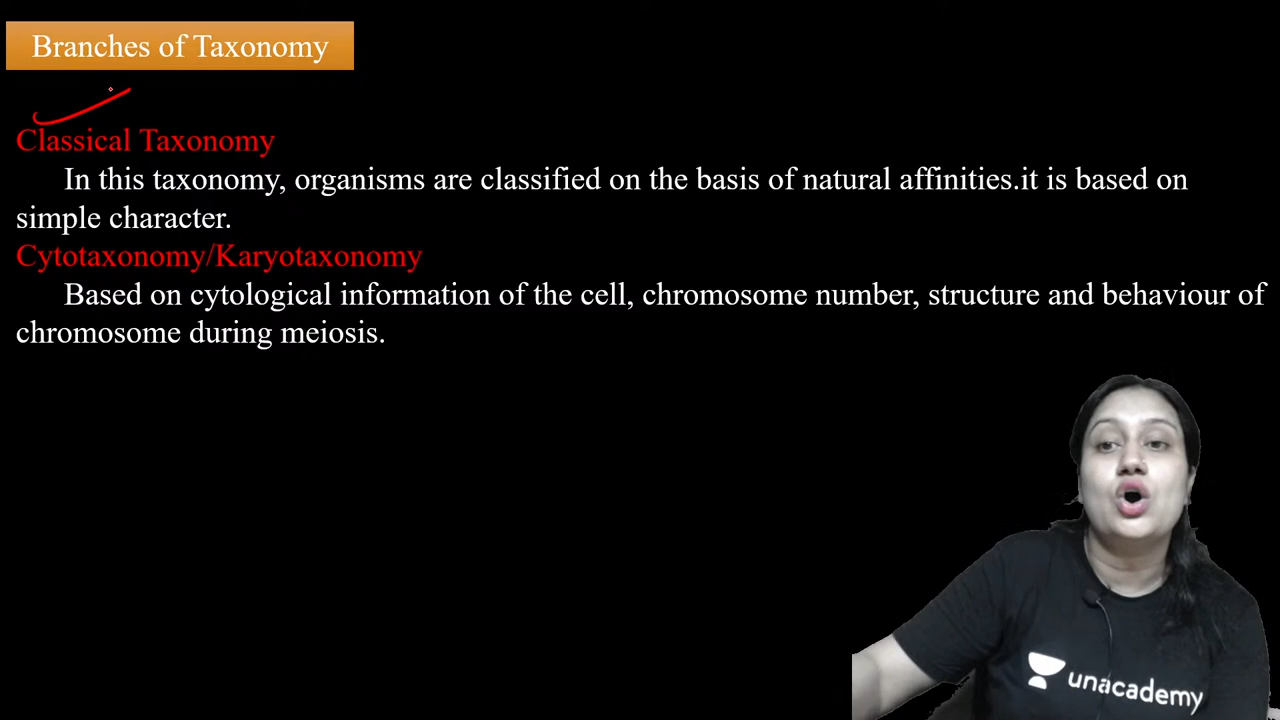 Branches of Taxonomy
Classical Taxonomy
In this taxonomy, organisms are classified on the basis of natural affinities.it is based on
simple character.
Cytotaxonomy/Karyotaxonomy
Based on cytological information of the cell, chromosome number, structure and behaviour of
chromosome during meiosis.
unacademy